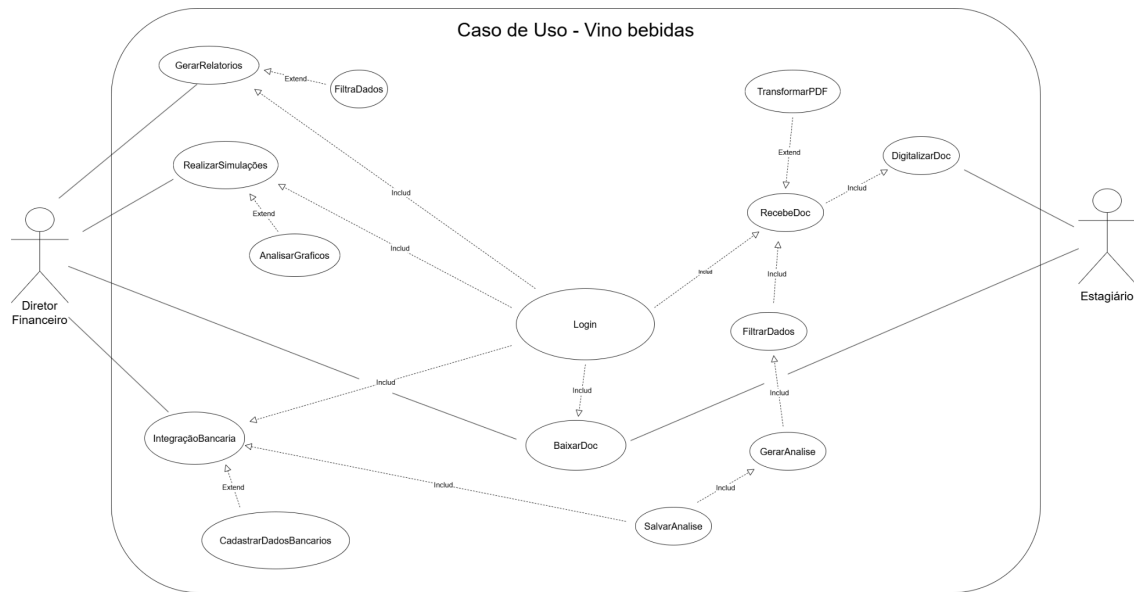 Caso de Uso - Vino bebidas
GerarRelatorios
Extend
FiltraDados
TransformarPDF
RealizarSimulações
Extend
AnalisarGraficos
Includ
Includ
Extend
DigitalizarDoc
Includ
RecebeDoc
Includ
Includ
Diretor
Financeiro
Estagiário
Login
FiltrarDados
Includ
Includ
Includ
IntegraçãoBancaria
BaixarDoc
GerarAnalise
Extend
Includ
Includ
CadastrarDadosBancarios
SalvarAnalise